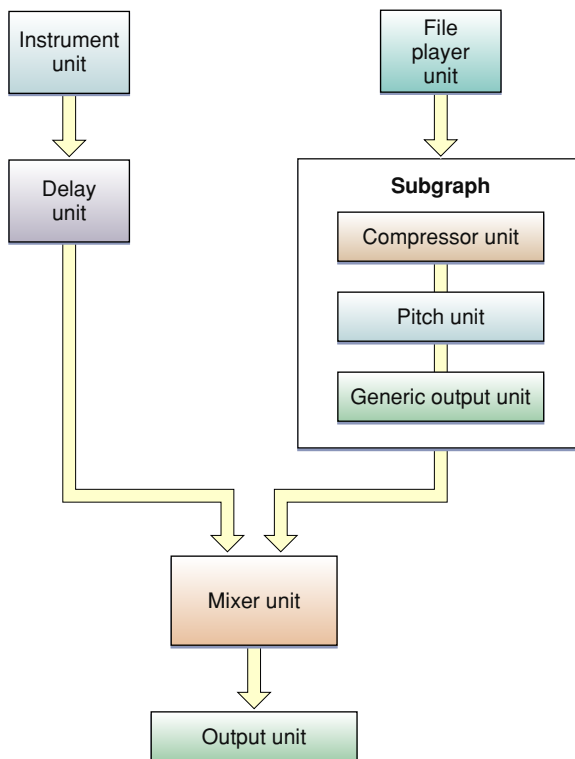 Instrument
unit
File
player
unit
Delay
unit
Subgraph
Compressor unit
Pitch unit
Generic output unit
Mixer unit
Output unit